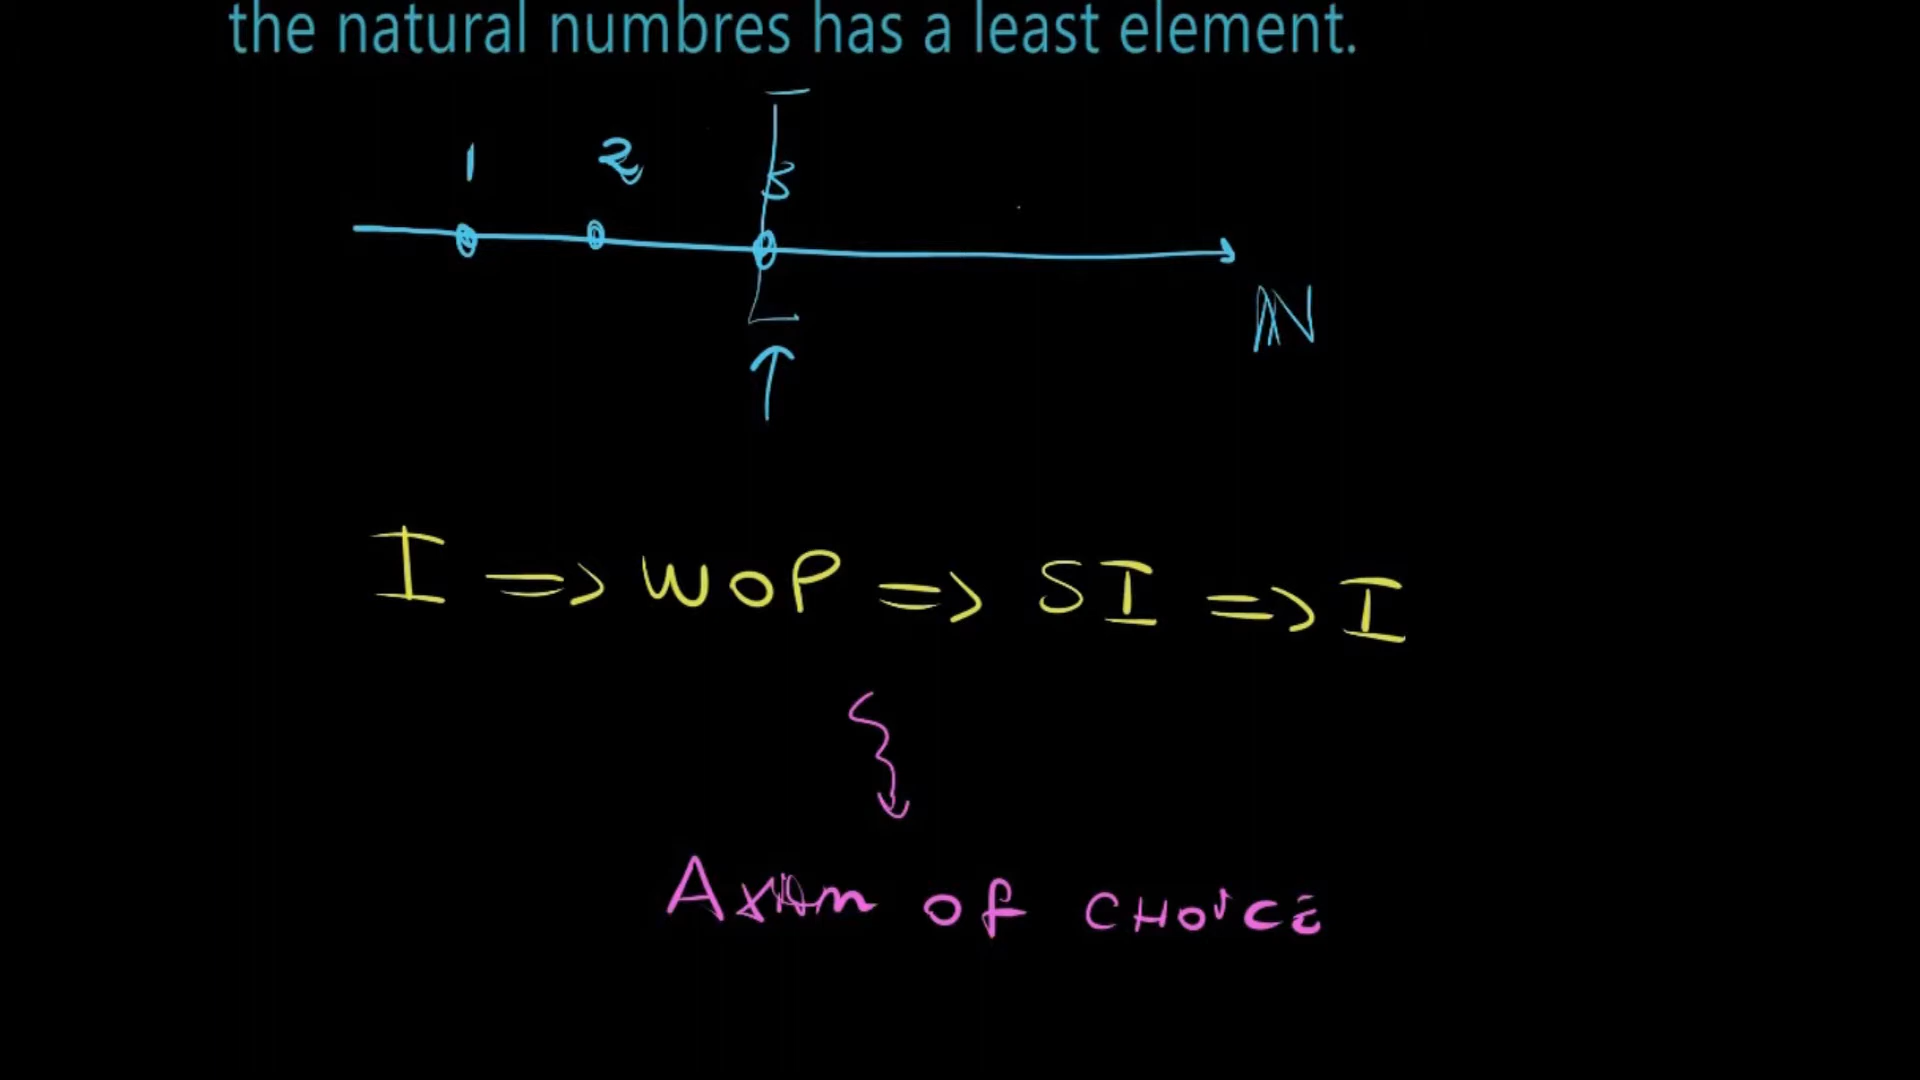 the natural numbres has a least element.
1 2 3
ℕ
I => WOP => SI => I
Axiom of CHOICE